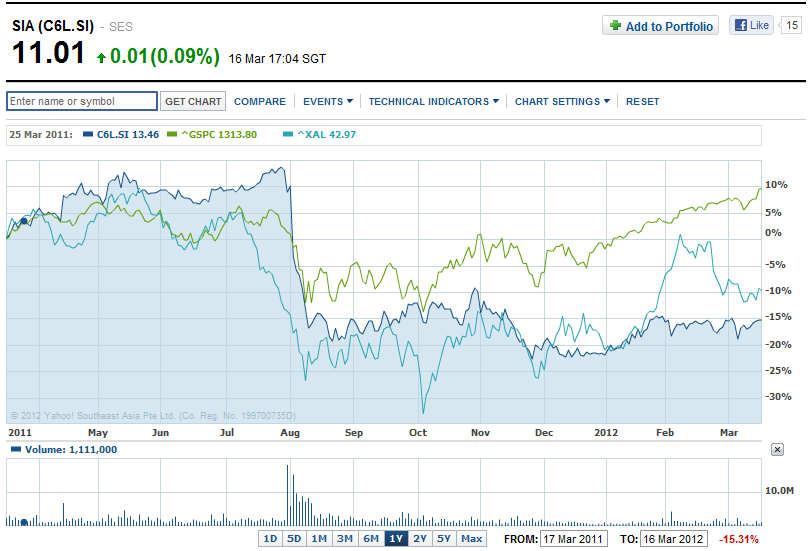 SIA (C6L.SI) - SES
11.01 0.01(0.09%) 16 Mar 17:04 SGT
Add to Portfolio
Like 15
Enter name or symbol GET CHART COMPARE EVENTS TECHNICAL INDICATORS CHART SETTINGS RESET
25 Mar 2011: C6L.SI 13.46 ^GSPC 1313.80 ^XAL 42.97
10%
5%
0%
-5%
-10%
-15%
-20%
-25%
-30%
© 2012 Yahoo! Southeast Asia Pte Ltd. (Co. Reg. No. 199700735D)
2011 May Jun Jul Aug Sep Oct Nov Dec 2012 Feb Mar
Volume: 1,111,000
10.0M
1D 5D 1M 3M 6M 1Y 2Y 5Y Max FROM: 17 Mar 2011 TO: 16 Mar 2012 -15.31%